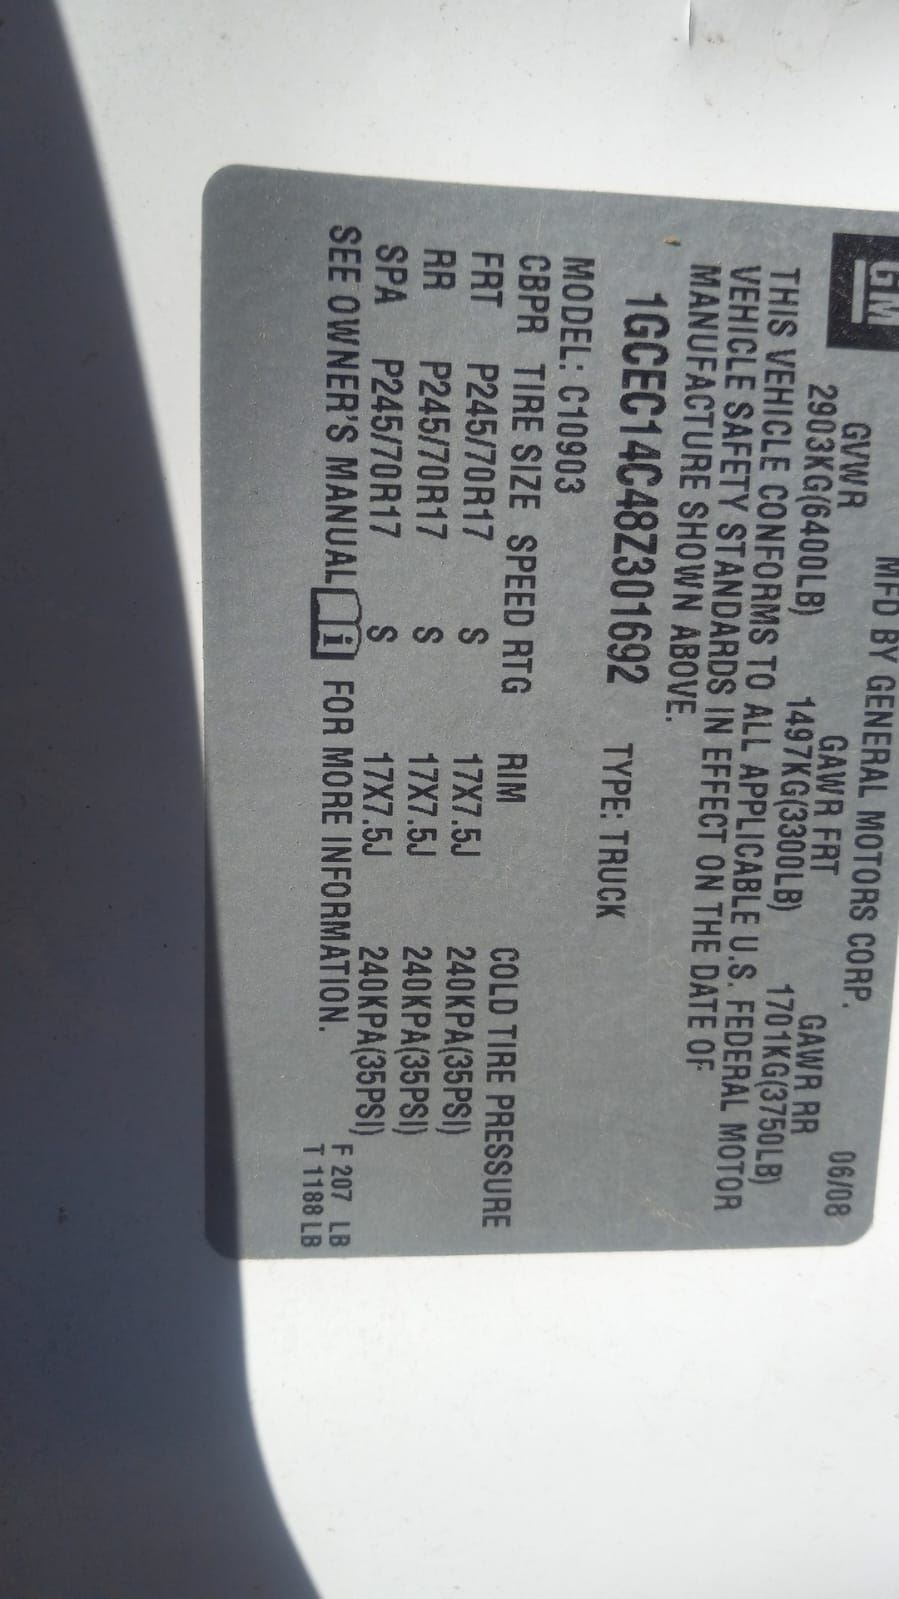 GM
MFD BY GENERAL MOTORS CORP. 06/08
GVWR GAWR FRT GAWR RR
2903KG(6400LB) 1497KG(3300LB) 1701KG(3750LB)
THIS VEHICLE CONFORMS TO ALL APPLICABLE U.S. FEDERAL MOTOR
VEHICLE SAFETY STANDARDS IN EFFECT ON THE DATE OF
MANUFACTURE SHOWN ABOVE.
1GCEC14C48Z301692 TYPE: TRUCK
MODEL: C10903
CBPR TIRE SIZE SPEED RTG RIM COLD TIRE PRESSURE
FRT P245/70R17 S 17X7.5J 240KPA(35PSI)
RR P245/70R17 S 17X7.5J 240KPA(35PSI)
SPA P245/70R17 S 17X7.5J 240KPA(35PSI)
SEE OWNER'S MANUAL i FOR MORE INFORMATION.
F 207 LB
T 1188 LB